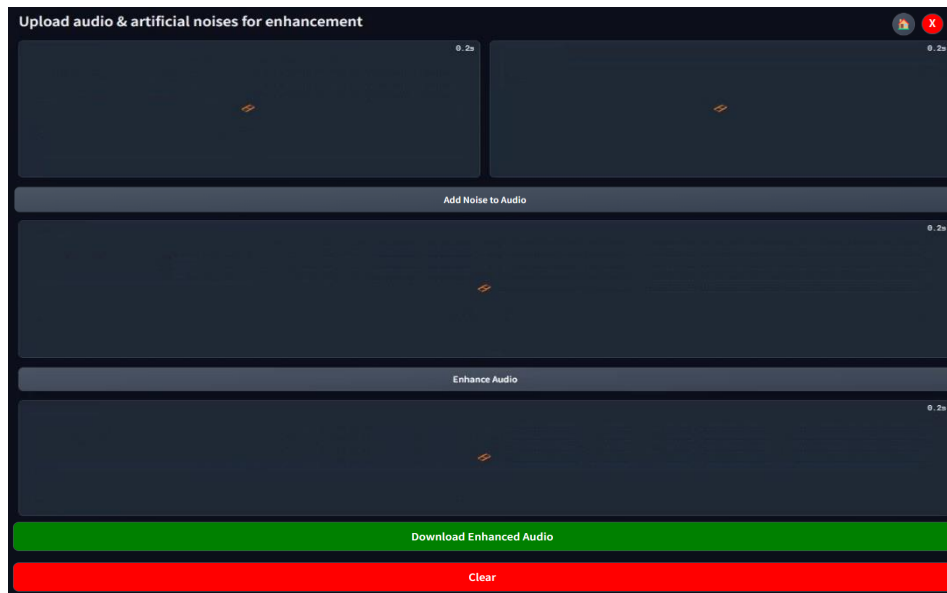 Upload audio & artificial noises for enhancement
X
0.2s
0.2s
Add Noise to Audio
0.2s
Enhance Audio
0.2s
Download Enhanced Audio
Clear